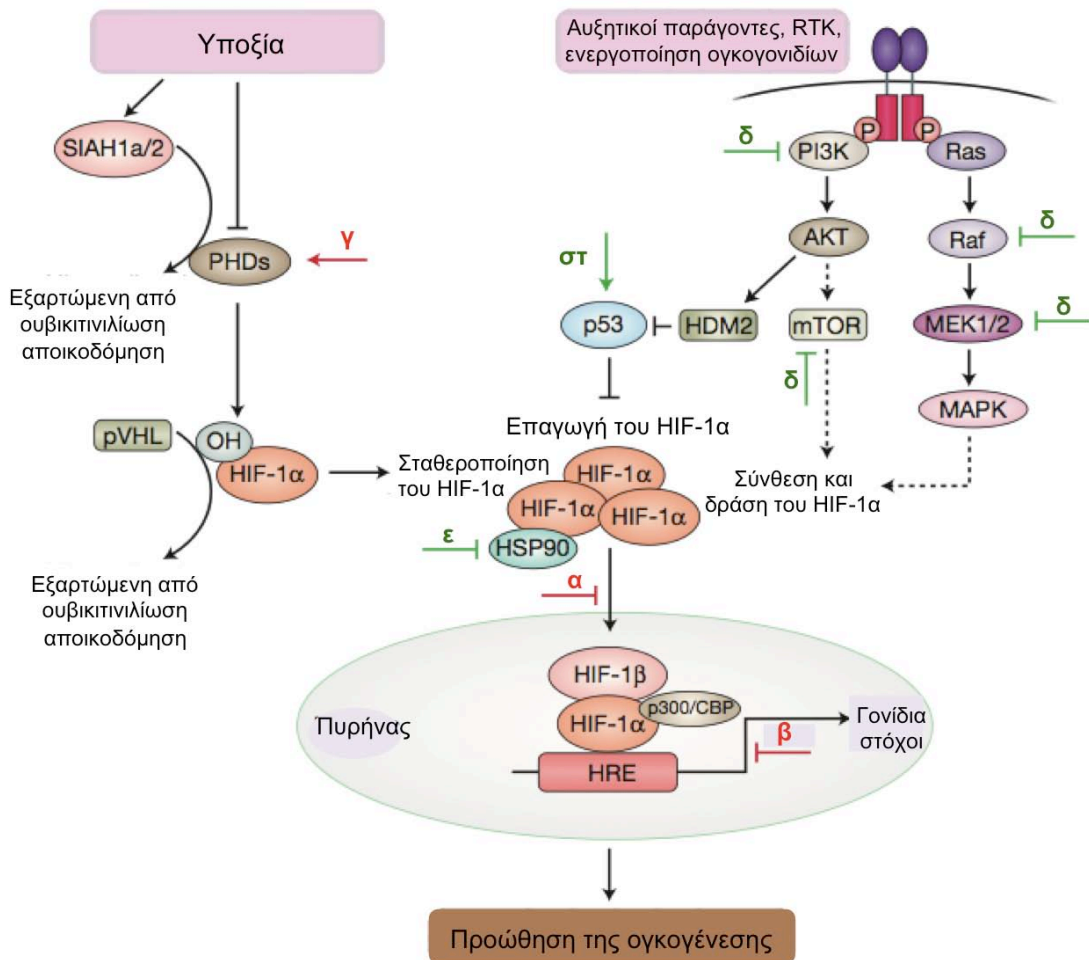 Υποξία
Αυξητικοί παράγοντες, RTK,
ενεργοποίηση ογκογονιδίων
SIAH1a/2
P
P
δ
PI3K
Ras
PHDs
γ
AKT
Raf
δ
στ
Εξαρτώμενη από
ουβικιτινιλίωση
αποικοδόμηση
p53
HDM2
mTOR
MEK1/2
δ
δ
MAPK
pVHL
OH
HIF-1α
Σταθεροποίηση
του HIF-1α
Επαγωγή του HIF-1α
HIF-1α
HIF-1α
HIF-1α
Σύνθεση και
δράση του HIF-1α
ε
HSP90
α
Εξαρτώμενη από
ουβικιτινιλίωση
αποικοδόμηση
HIF-1β
p300/CBP
HIF-1α
Πυρήνας
Γονίδια
στόχοι
β
HRE
Προώθηση της ογκογένεσης